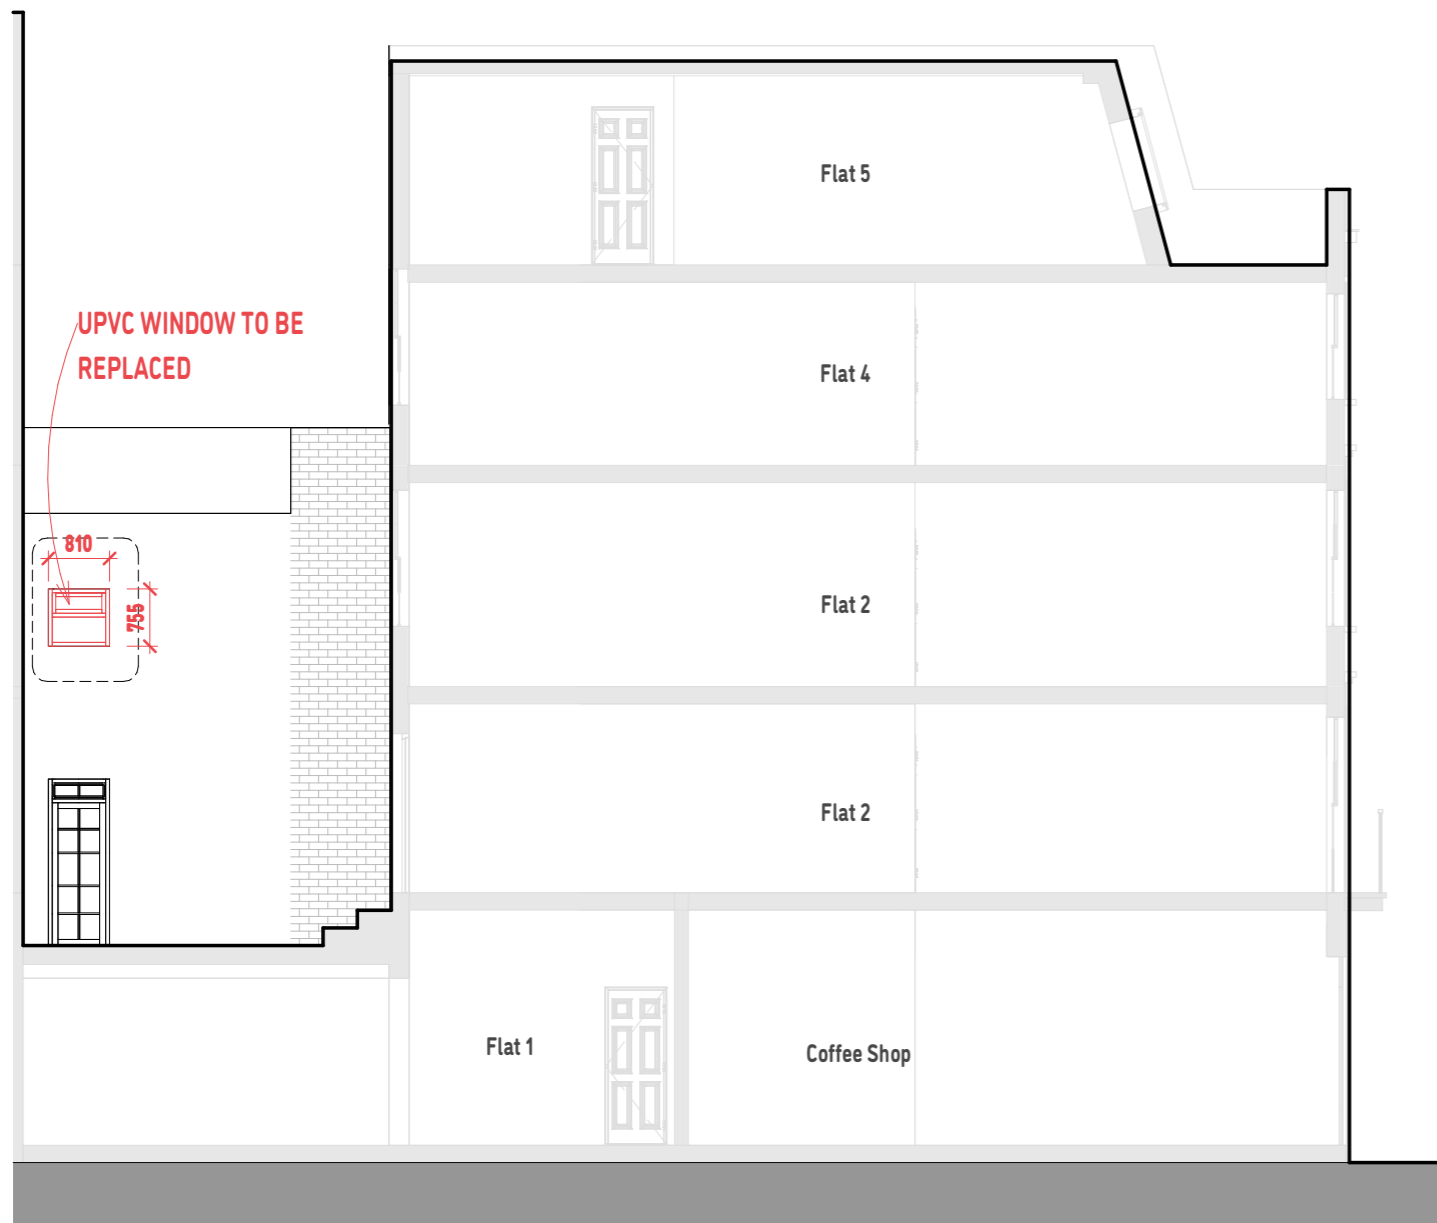 Flat 5
UPVC WINDOW TO BE
REPLACED
Flat 4
810
755
Flat 2
Flat 2
Flat 1
Coffee Shop